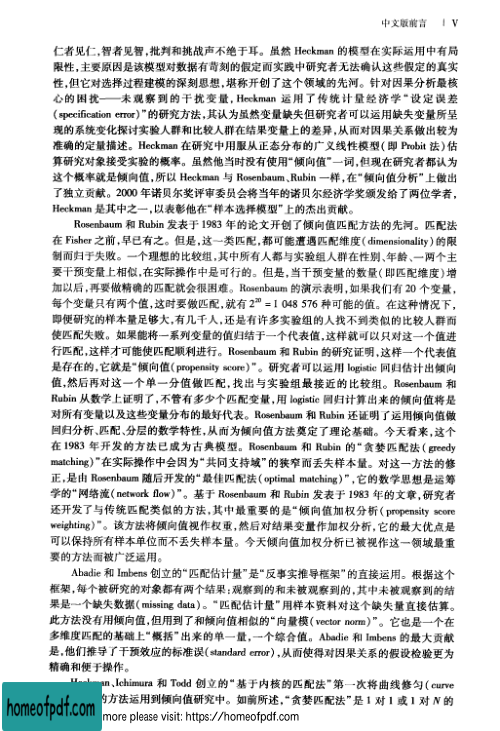 中文版前言 | V
仁者见仁,智者见智,批判和挑战声不绝于耳。虽然 Heckman 的模型在实际运用中有局
限性,主要原因是该模型对数据有苛刻的假定而实践中研究者无法确认这些假定的真实
性,但它对选择过程建模的深刻思想,堪称开创了这个领域的先河。针对因果分析最核
心的困扰——未观察到的干扰变量,Heckman 运用了传统计量经济学“设定误差
(specification error)”的研究方法,其认为虽然变量缺失但研究者可以运用缺失变量所呈
现的系统变化探讨实验人群和比较人群在结果变量上的差异,从而对因果关系做出较为
准确的定量描述。Heckman 在研究中用服从正态分布的广义线性模型(即 Probit 法)估
算研究对象接受实验的概率。虽然他当时没有使用“倾向值”一词,但现在研究者都认为
这个概率就是倾向值,所以 Heckman 与 Rosenbaum、Rubin 一样,在“倾向值分析”上做出
了独立贡献。2000 年诺贝尔奖评审委员会将当年的诺贝尔经济学奖颁发给了两位学者,
Heckman 是其中之一,以表彰他在“样本选择模型”上的杰出贡献。
Rosenbaum 和 Rubin 发表于 1983 年的论文开创了倾向值匹配方法的先河。匹配法
在 Fisher 之前,早已有之。但是,这一类匹配,都可能遭遇匹配维度(dimensionality)的限
制而归于失败。一个理想的比较组,其中所有人都与实验组人群在性别、年龄、一两个主
要干预变量上相似,在实际操作中是可行的。但是,当干预变量的数量(即匹配维度)增
加以后,再要做精确的匹配就会很困难。Rosenbaum 的演示表明,如果我们有 20 个变量,
每个变量只有两个值,这时要做匹配,就有 2²⁰ = 1 048 576 种可能的值。在这种情况下,
即便研究的样本量足够大,有几千人,还是有许多实验组的人找不到类似的比较人群而
使匹配失败。如果能将一系列变量的值归结于一个代表值,这样就可以只对这一个值进
行匹配,这样才可能使匹配顺利进行。Rosenbaum 和 Rubin 的研究证明,这样一个代表值
是存在的,它就是“倾向值(propensity score)”。研究者可以运用 logistic 回归估计出倾向
值,然后再对这一个单一分值做匹配,找出与实验组最接近的比较组。Rosenbaum 和
Rubin 从数学上证明了,不管有多少个匹配变量,用 logistic 回归计算出来的倾向值将是
对所有变量以及这些变量分布的最好代表。Rosenbaum 和 Rubin 还证明了运用倾向值做
回归分析、匹配、分层的数学特性,从而为倾向值方法奠定了理论基础。今天看来,这个
在 1983 年开发的方法已成为古典模型。Rosenbaum 和 Rubin 的“贪婪匹配法(greedy
matching)”在实际操作中会因为“共同支持域”的狭窄而丢失样本量。对这一方法的修
正,是由 Rosenbaum 随后开发的“最佳匹配法(optimal matching)”,它的数学思想是运筹
学的“网络流(network flow)”。基于 Rosenbaum 和 Rubin 发表于 1983 年的文章,研究者
还开发了与传统匹配类似的方法,其中最重要的是“倾向值加权分析(propensity score
weighting)”。该方法将倾向值视作权重,然后对结果变量作加权分析,它的最大优点是
可以保持所有样本单位而不丢失样本量。今天倾向值加权分析已被视作这一领域最重
要的方法而被广泛运用。
Abadie 和 Imbens 创立的“匹配估计量”是“反事实推导框架”的直接运用。根据这个
框架,每个被研究的对象都有两个结果:观察到的和未被观察到的,其中未被观察到的结
果是一个缺失数据(missing data)。“匹配估计量”用样本资料对这个缺失量直接估算。
此方法没有用倾向值,但用到了和倾向值相似的“向量模(vector norm)”。它也是一个在
多维度匹配的基础上“概括”出来的单一量,一个综合值。Abadie 和 Imbens 的最大贡献
是,他们推导了干预效应的标准误(standard error),从而使得对因果关系的假设检验更为
精确和便于操作。
、Ichimura 和 Todd 创立的“基于内核的匹配法”第一次将曲线修匀(curve
的方法运用到倾向值研究中。如前所述,“贪婪匹配法”是 1 对 1 或 1 对 N 的
homeofpdf.com
more please visit: https://homeofpdf.com